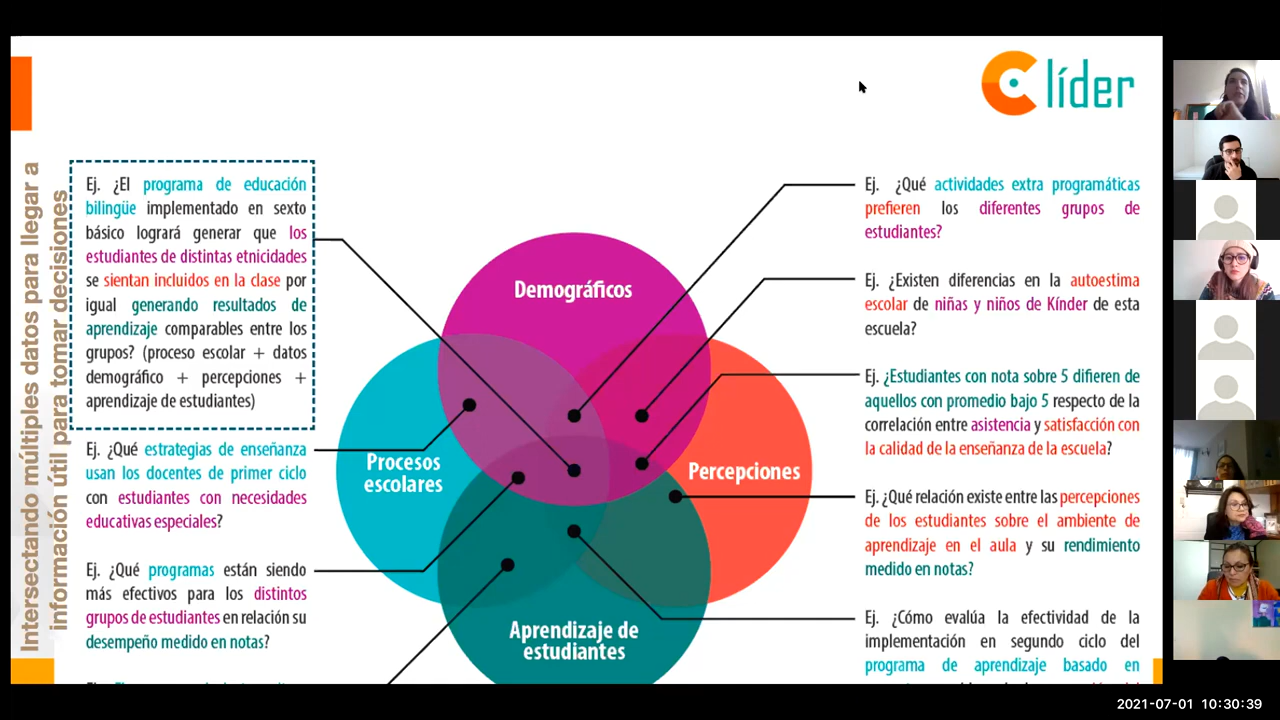 líder
Intersectando múltiples datos para llegar a
información útil para tomar decisiones
Ej. ¿El programa de educación
bilingüe implementado en sexto
básico logrará generar que los
estudiantes de distintas etnicidades
se sientan incluidos en la clase por
igual generando resultados de
aprendizaje comparables entre los
grupos? (proceso escolar + datos
demográfico + percepciones +
aprendizaje de estudiantes)
Ej. ¿Qué estrategias de enseñanza
usan los docentes de primer ciclo
con estudiantes con necesidades
educativas especiales?
Ej. ¿Qué programas están siendo
más efectivos para los distintos
grupos de estudiantes en relación su
desempeño medido en notas?
Demográficos
Procesos
escolares
Percepciones
Aprendizaje de
estudiantes
Ej. ¿Qué actividades extra programáticas
prefieren los diferentes grupos de
estudiantes?
Ej. ¿Existen diferencias en la autoestima
escolar de niñas y niños de Kínder de esta
escuela?
Ej. ¿Estudiantes con nota sobre 5 difieren de
aquellos con promedio bajo 5 respecto de la
correlación entre asistencia y satisfacción con
la calidad de la enseñanza de la escuela?
Ej. ¿Qué relación existe entre las percepciones
de los estudiantes sobre el ambiente de
aprendizaje en el aula y su rendimiento
medido en notas?
Ej. ¿Cómo evalúa la efectividad de la
implementación en segundo ciclo del
programa de aprendizaje basado en
2021-07-01 10:30:39